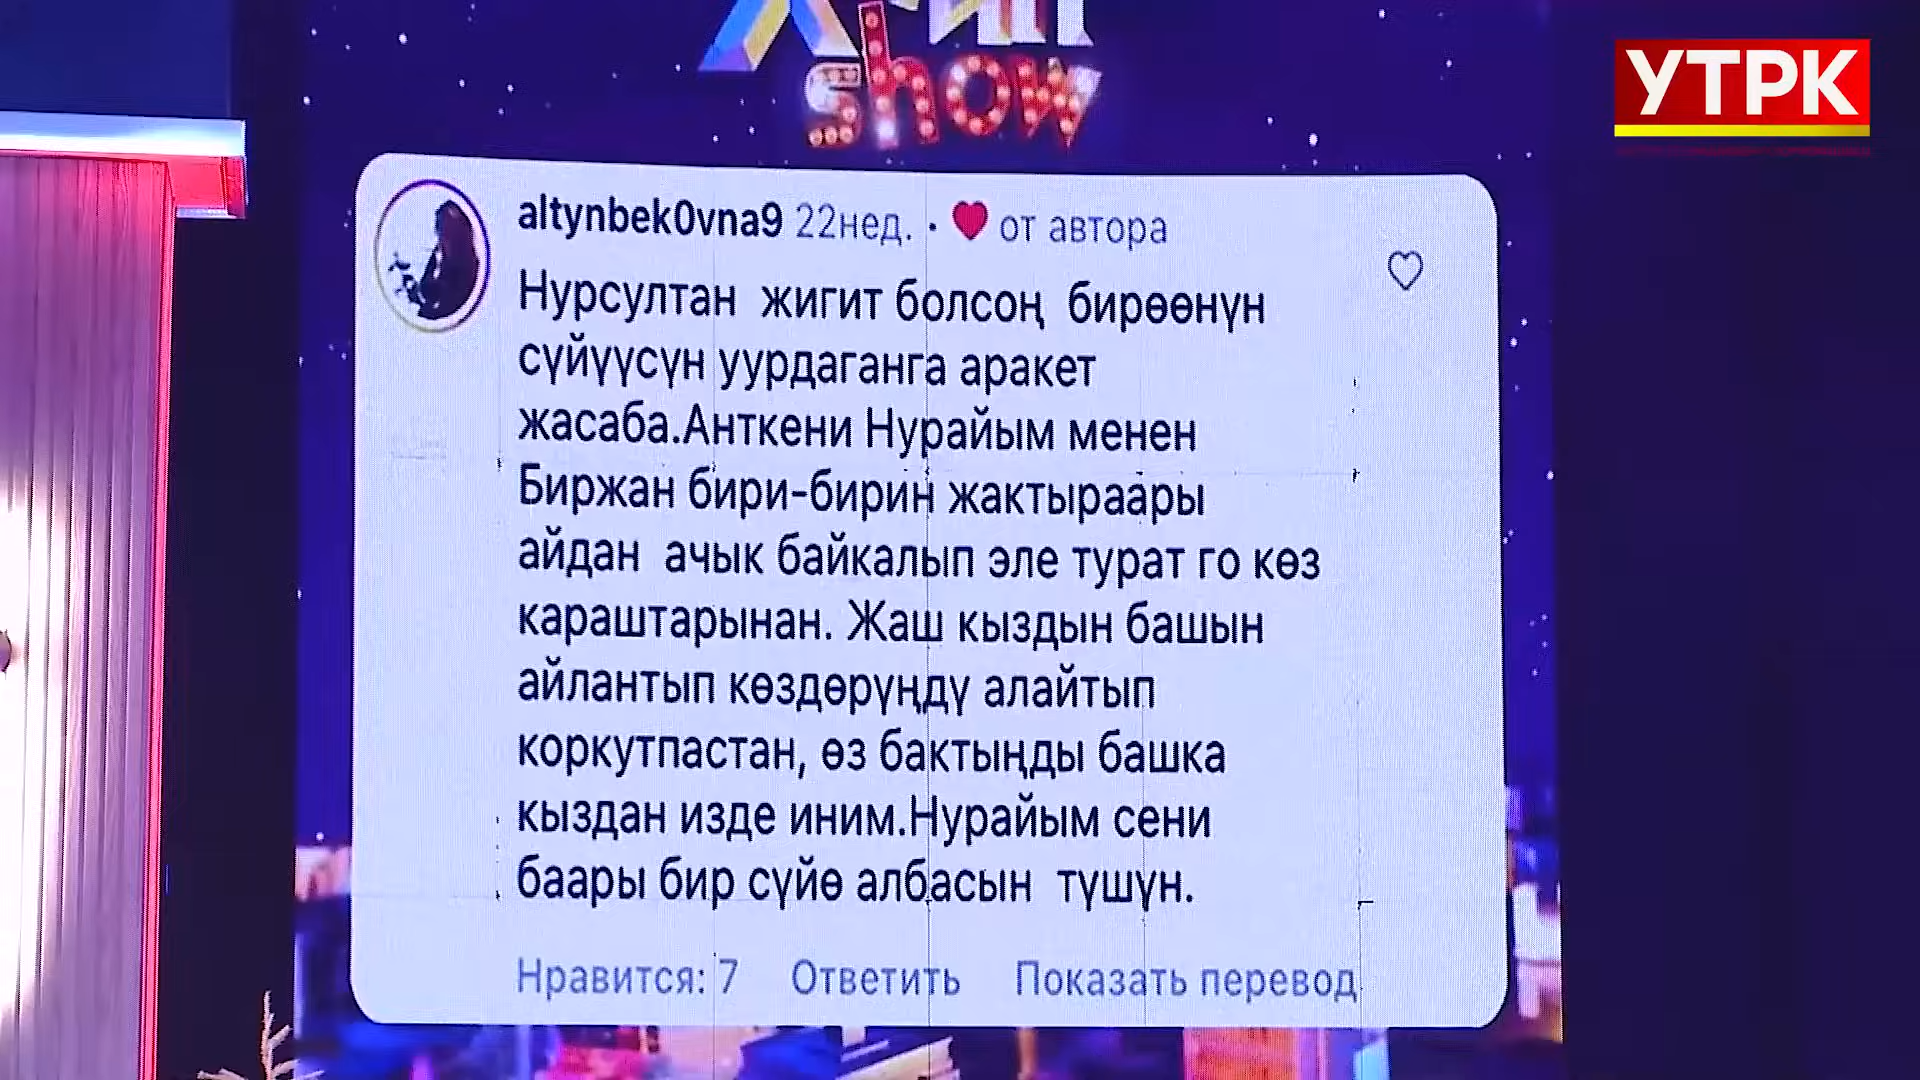 show
УТРК
altynbek0vna9 22нед. · ❤ от автора
Нурсултан жигит болсоң бирөөнүн
сүйүүсүн уурдаганга аракет
жасаба.Анткени Нурайым менен
Биржан бири-бирин жактыраары
айдан ачык байкалып эле турат го көз
караштарынан. Жаш кыздын башын
айлантып көздөрүңдү алайтып
коркутпастан, өз бактыңды башка
кыздан изде иним.Нурайым сени
баары бир сүйө албасын түшүн.
Нравится: 7 Ответить Показать перевод